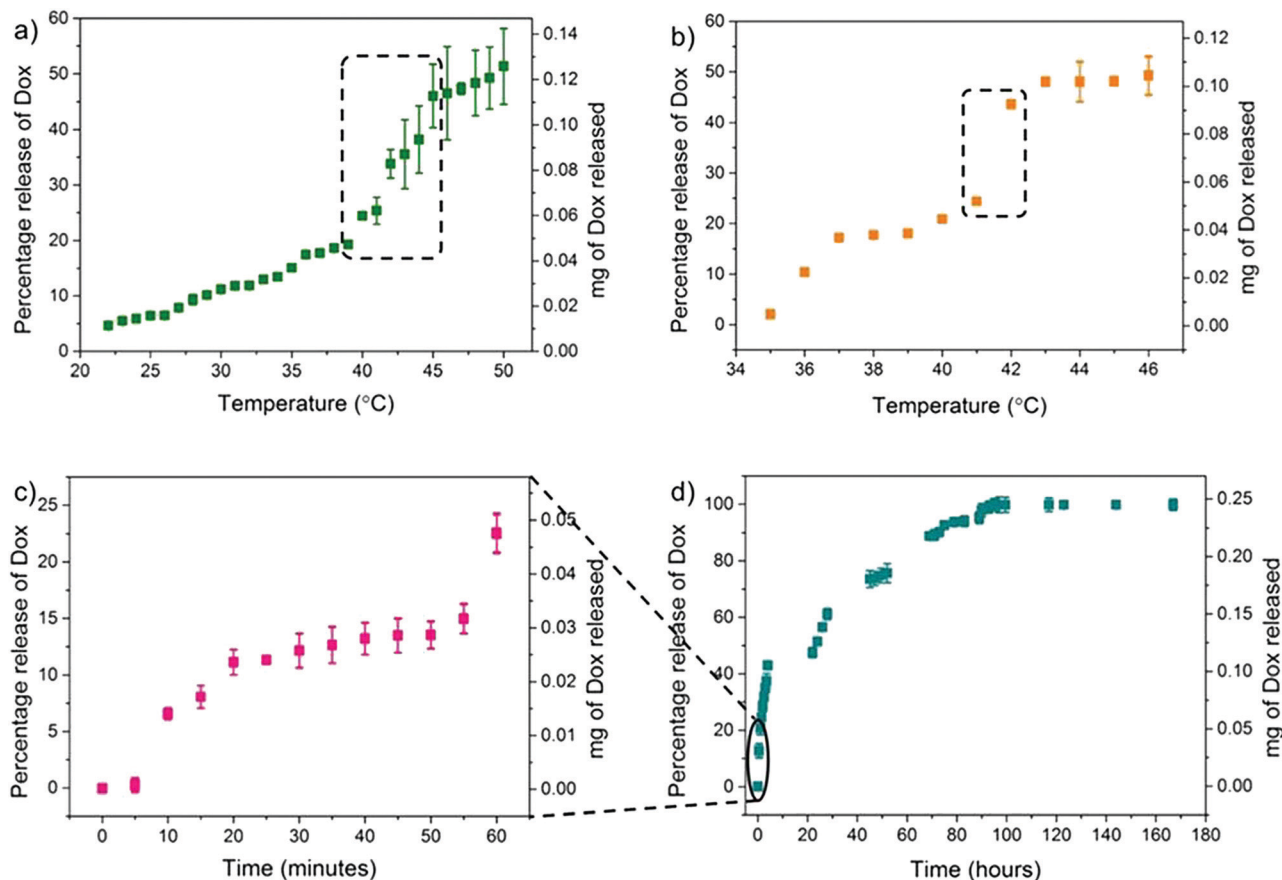 a)
Percentage release of Dox
60
50
40
30
20
10
0
0.14
0.12
0.10
0.08
0.06
0.04
0.02
0.00
mg of Dox released
20 25 30 35 40 45 50
Temperature (°C)
b)
Percentage release of Dox
60
50
40
30
20
10
0
0.12
0.10
0.08
0.06
0.04
0.02
0.00
mg of Dox released
34 36 38 40 42 44 46
Temperature (°C)
c)
Percentage release of Dox
25
20
15
10
5
0
0.05
0.04
0.03
0.02
0.01
0.00
mg of Dox released
0 10 20 30 40 50 60
Time (minutes)
d)
Percentage release of Dox
100
80
60
40
20
0
0.25
0.20
0.15
0.10
0.05
0.00
mg of Dox released
0 20 40 60 80 100 120 140 160 180
Time (hours)